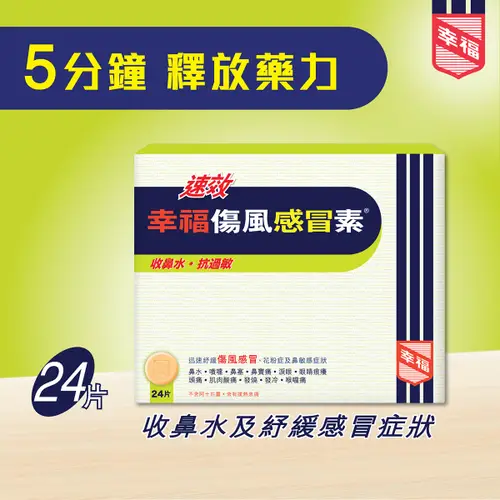 5分鐘 釋放藥力
幸福
速效
幸福傷風感冒素®
收鼻水·抗過敏
迅速紓緩傷風感冒、花粉症及鼻敏感症狀
鼻水·噴嚏·鼻塞·鼻竇痛·淚眼·眼睛痕癢
頭痛·肌肉酸痛·發燒·發冷·喉嚨痛
24片
幸福
24片
收鼻水及紓緩感冒症狀